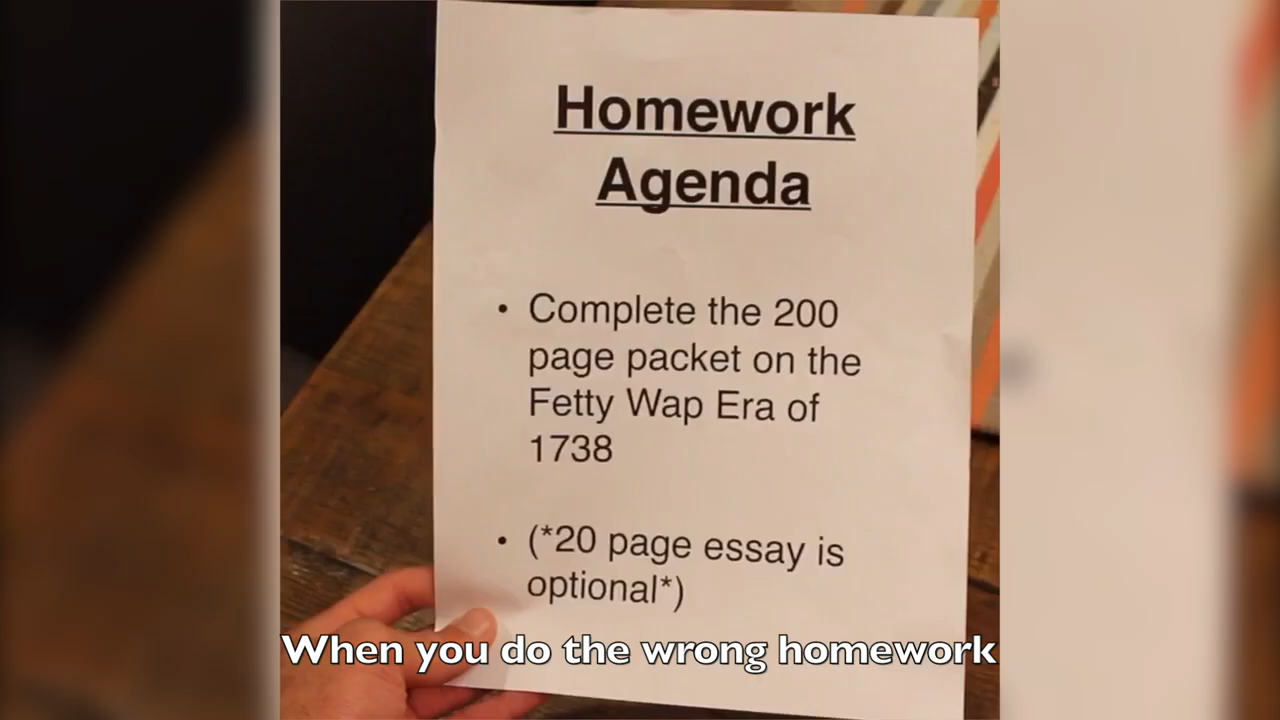 Homework
Agenda
• Complete the 200
page packet on the
Fetty Wap Era of
1738
• (*20 page essay is
optional*)
When you do the wrong homework